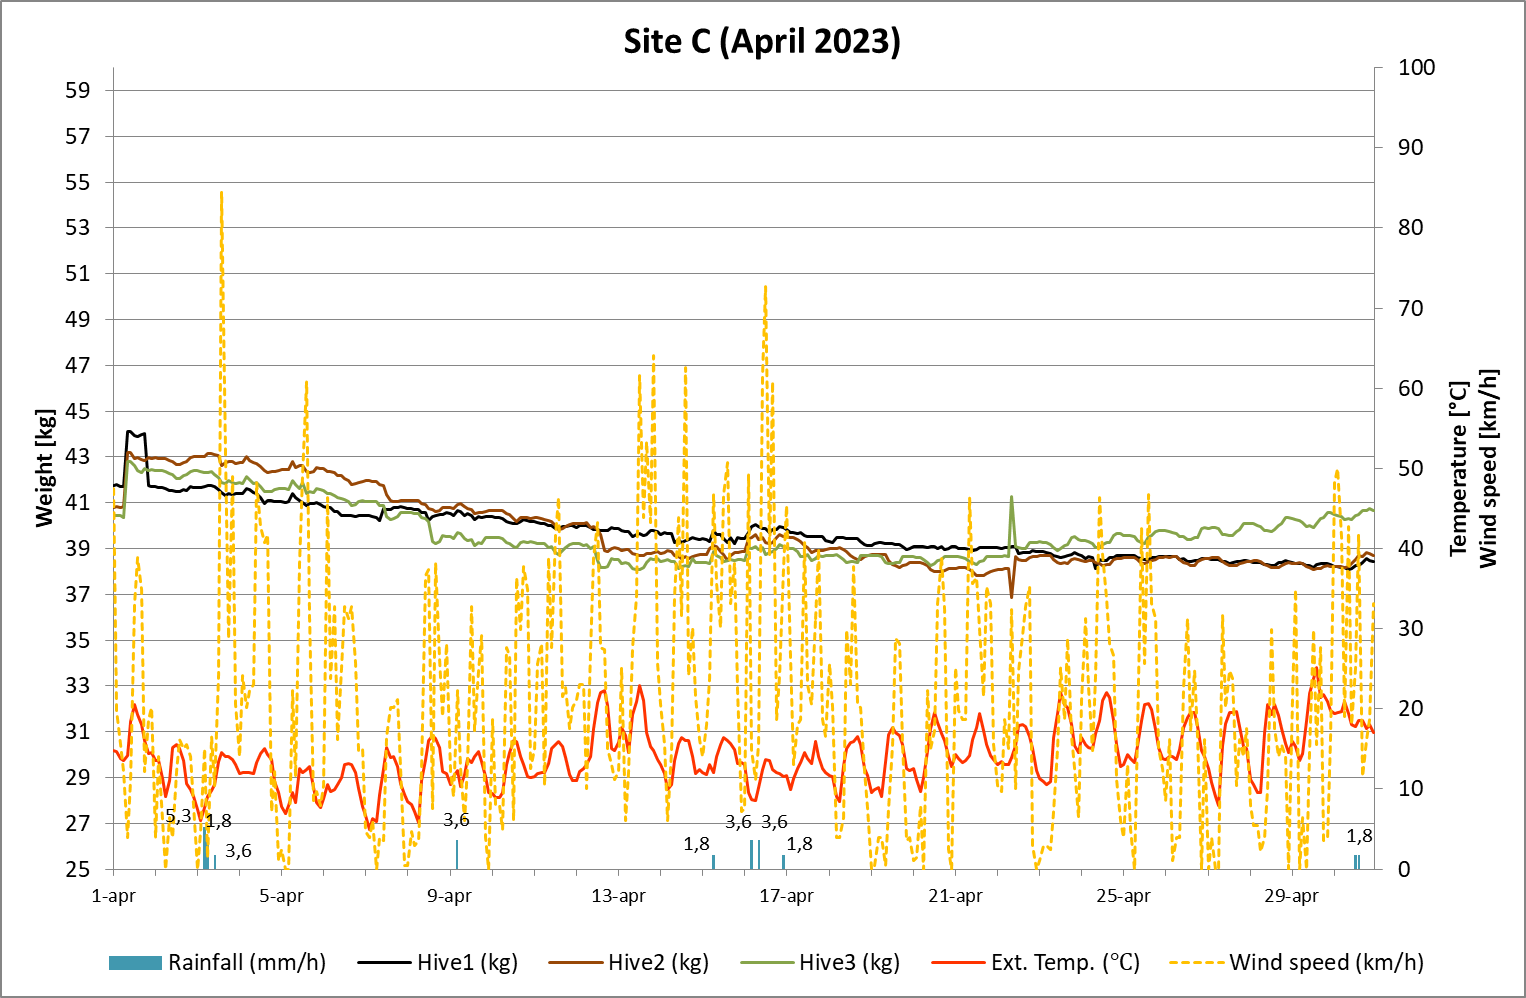 Site C (April 2023)
Weight [kg]
59
57
55
53
51
49
47
45
43
41
39
37
35
33
31
29
27
25
100
90
80
70
60
50
40
30
20
10
0
Temperature [°C]
Wind speed [km/h]
5,3
1,8
3,6
3,6
1,8
3,6
3,6
1,8
1,8
1-apr
5-apr
9-apr
13-apr
17-apr
21-apr
25-apr
29-apr
Rainfall (mm/h)
Hive1 (kg)
Hive2 (kg)
Hive3 (kg)
Ext. Temp. (°C)
Wind speed (km/h)